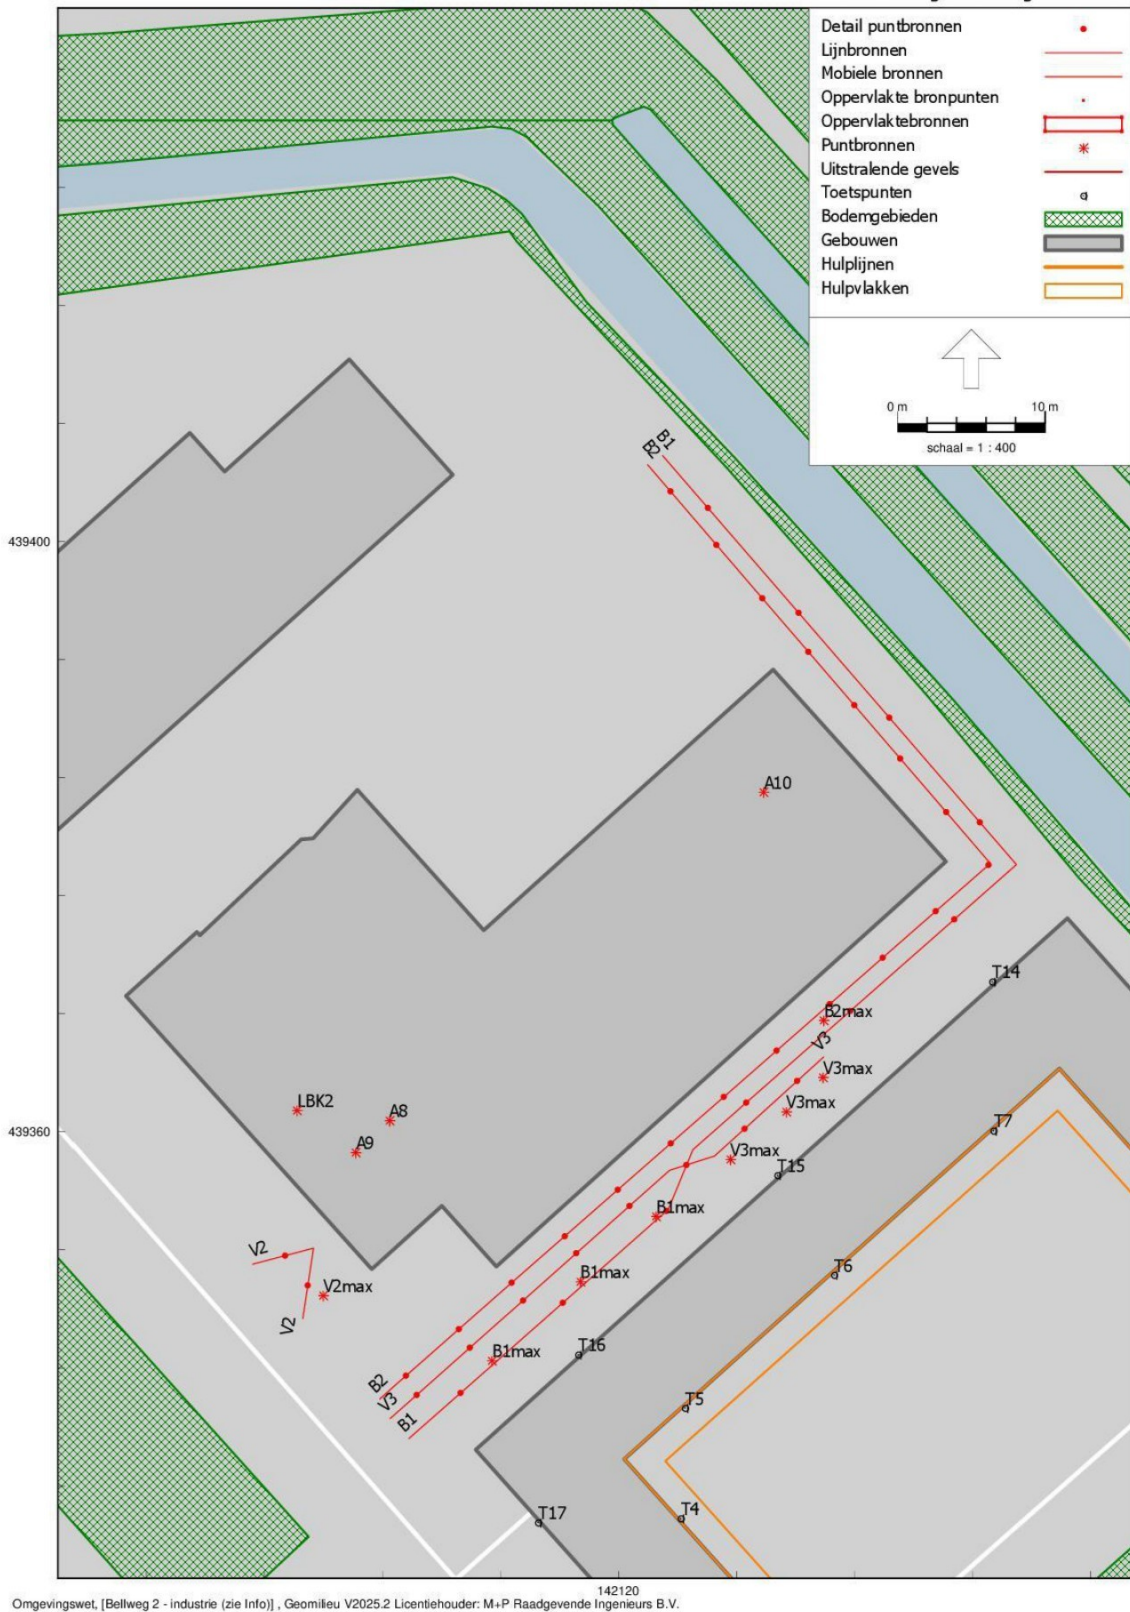 Detail puntbronnen
Lijnbronnen
Mobiele bronnen
Oppervlakte bronpunten
Oppervlaktebronnen
Puntbronnen
Uitstralende gevels
Toetspunten
Bodemgebieden
Gebouwen
Hulplijnen
Hulpvlakken
0 m 10 m
schaal = 1 : 400
B1
B2
439400
A10
T14
B2max
V3
V3max
LBK2
A8
V3max
439360
T7
A9
V3max
T15
B1max
V2
V2max
B1max
T6
V2
B1max
T16
B2
V3
B1
T5
T17
T4
142120
Omgevingswet, [Bellweg 2 - industrie (zie Info)] , Geomilieu V2025.2 Licentiehouder: M+P Raadgevende Ingenieurs B.V.